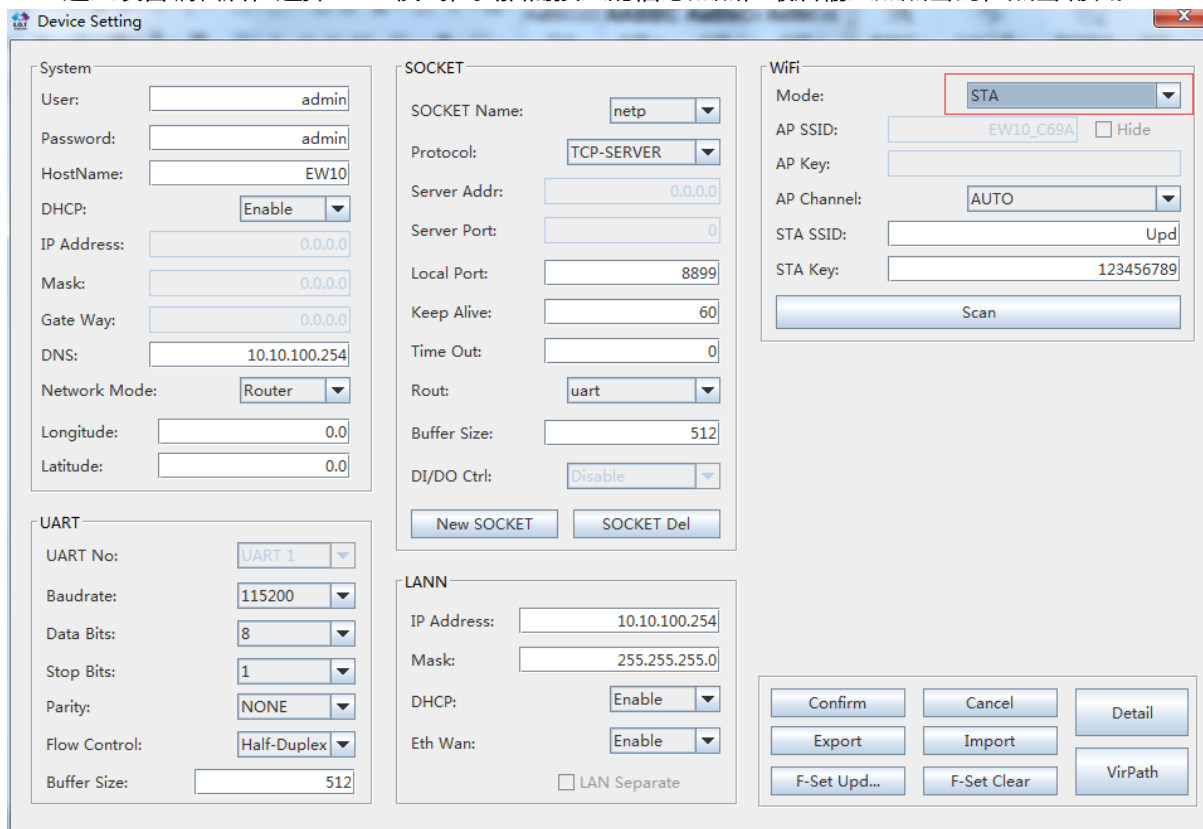 Device Setting
System
User: admin
Password: admin
HostName: EW10
DHCP: Enable
IP Address: 0.0.0.0
Mask: 0.0.0.0
Gate Way: 0.0.0.0
DNS: 10.10.100.254
Network Mode: Router
Longitude: 0.0
Latitude: 0.0
UART
UART No: UART 1
Baudrate: 115200
Data Bits: 8
Stop Bits: 1
Parity: NONE
Flow Control: Half-Duplex
Buffer Size: 512
SOCKET
SOCKET Name: netp
Protocol: TCP-SERVER
Server Addr: 0.0.0.0
Server Port: 0
Local Port: 8899
Keep Alive: 60
Time Out: 0
Rout: uart
Buffer Size: 512
DI/DO Ctrl: Disable
New SOCKET SOCKET Del
LANN
IP Address: 10.10.100.254
Mask: 255.255.255.0
DHCP: Enable
Eth Wan: Enable
LAN Separate
WiFi
Mode: STA
AP SSID: EW10_C69A Hide
AP Key:
AP Channel: AUTO
STA SSID: Upd
STA Key: 123456789
Scan
Confirm Cancel Detail
Export Import
F-Set Upd... F-Set Clear VirPath